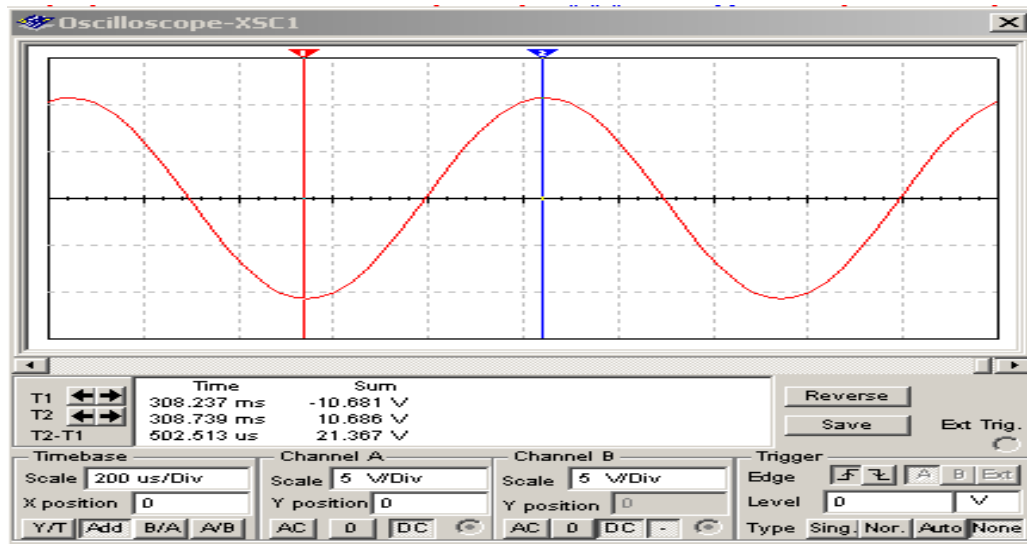 Oscilloscope-XSC1
1 2
Time Sum
T1 308.237 ms -10.681 V
T2 308.739 ms 10.686 V
T2-T1 502.513 us 21.367 V
Reverse
Save
Ext Trig.
Timebase
Scale 200 us/Div
X position 0
Y/T Add B/A A/B
Channel A
Scale 5 V/Div
Y position 0
AC 0 DC
Channel B
Scale 5 V/Div
Y position 0
AC 0 DC -
Trigger
Edge A B Ext
Level 0 V
Type Sing. Nor. Auto None